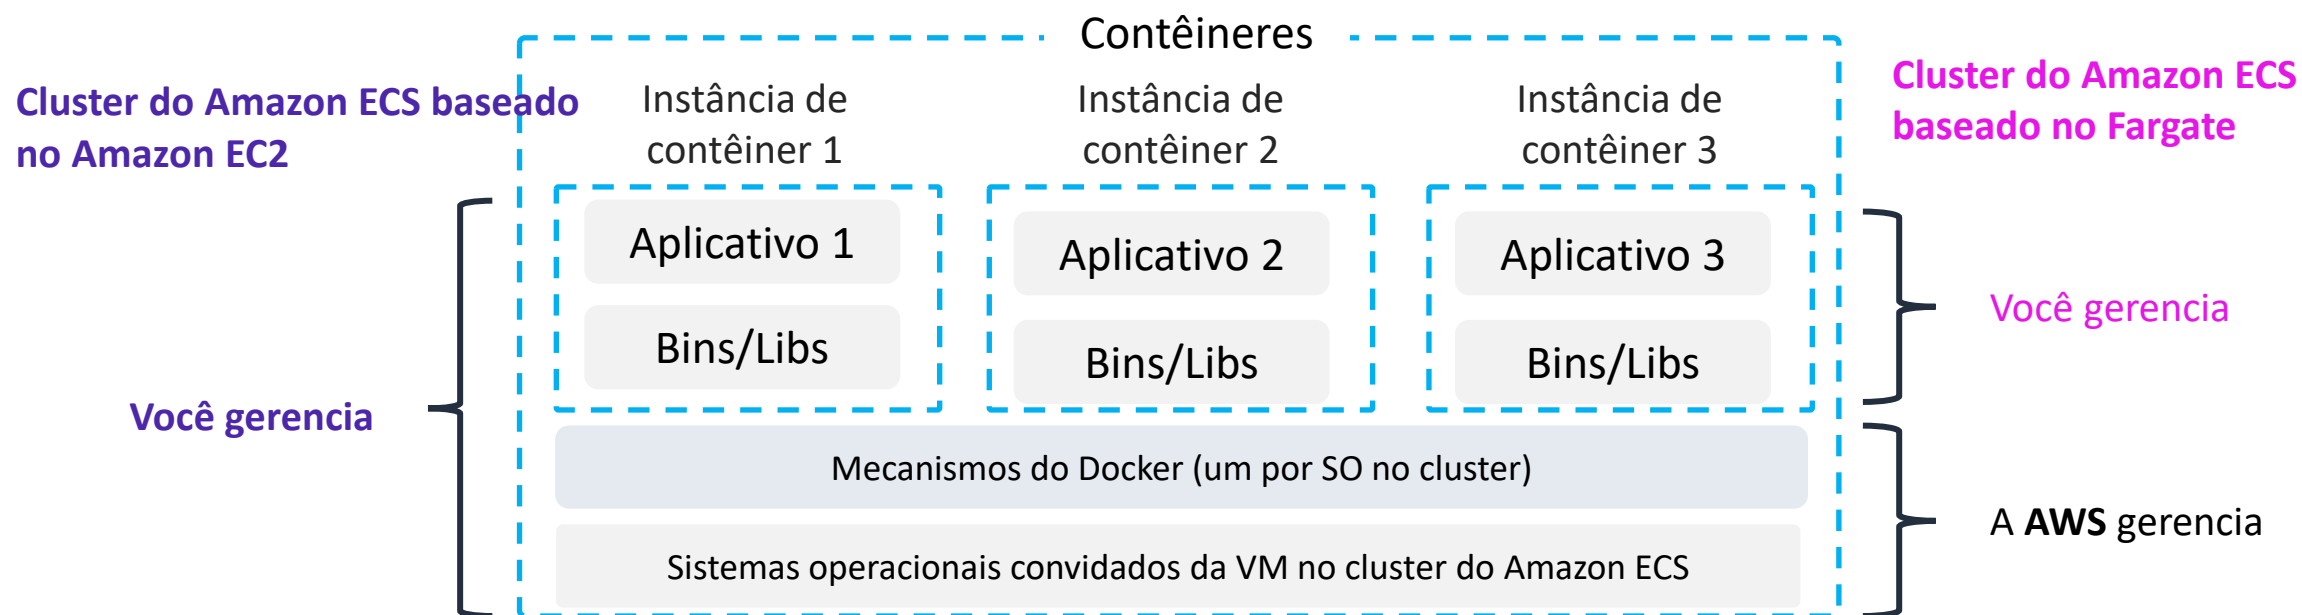 Contêineres
Cluster do Amazon ECS baseado
no Amazon EC2
Instância de
contêiner 1
Instância de
contêiner 2
Instância de
contêiner 3
Cluster do Amazon ECS
baseado no Fargate
Aplicativo 1
Aplicativo 2
Aplicativo 3
Bins/Libs
Bins/Libs
Bins/Libs
Você gerencia
Você gerencia
Mecanismos do Docker (um por SO no cluster)
A AWS gerencia
Sistemas operacionais convidados da VM no cluster do Amazon ECS